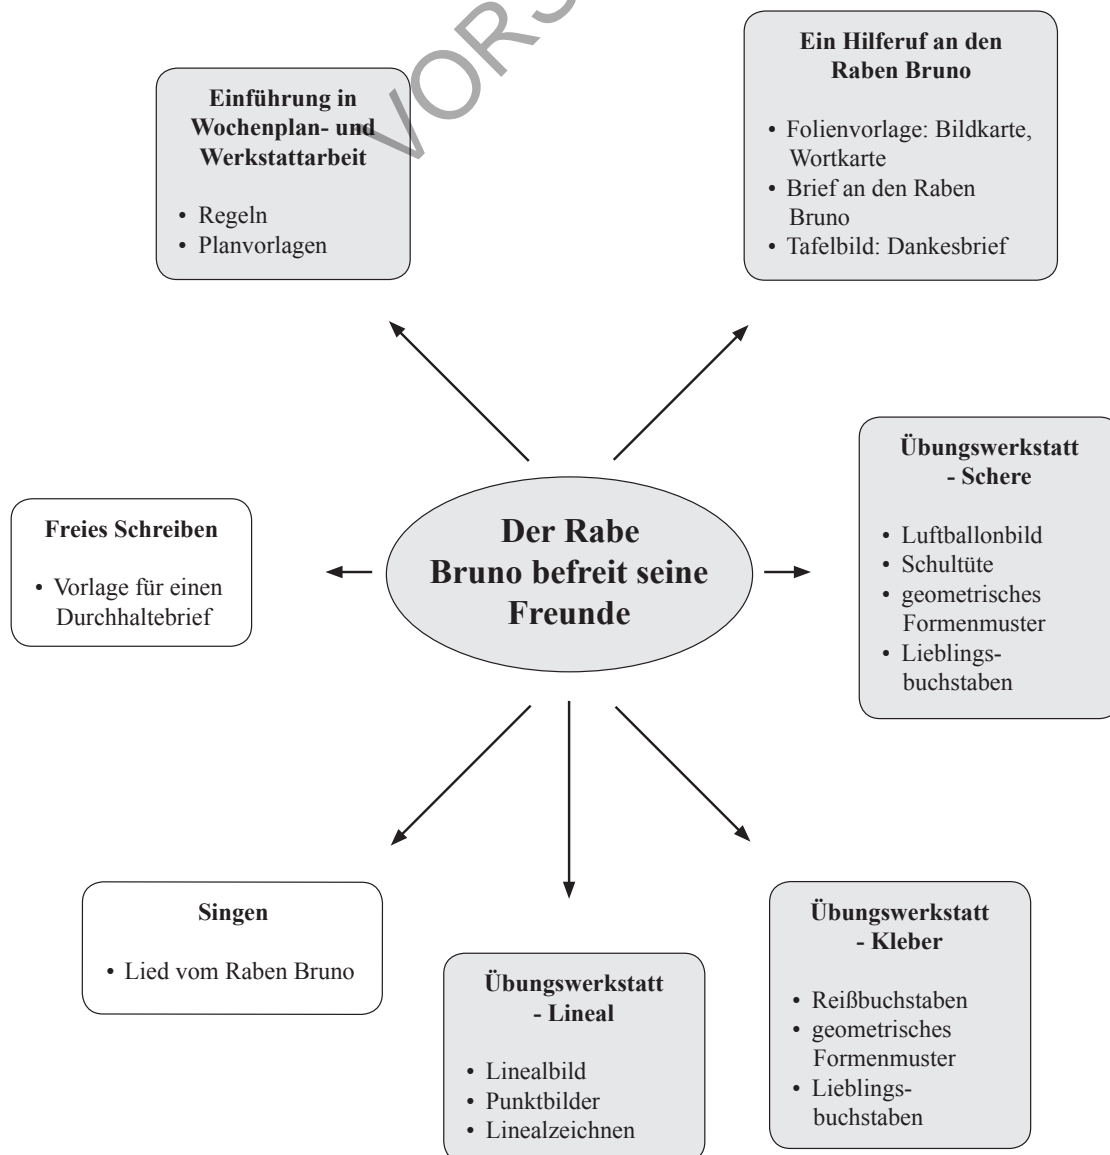 Ein Hilferuf an den
Raben Bruno
• Folienvorlage: Bildkarte,
Wortkarte
• Brief an den Raben
Bruno
• Tafelbild: Dankesbrief
Einführung in
Wochenplan- und
Werkstattarbeit
• Regeln
• Planvorlagen
Übungswerkstatt
- Schere
• Luftballonbild
• Schultüte
• geometrisches
Formenmuster
• Lieblings-
buchstaben
Freies Schreiben
• Vorlage für einen
Durchhaltebrief
Der Rabe
Bruno befreit seine
Freunde
Singen
• Lied vom Raben Bruno
Übungswerkstatt
- Lineal
• Linealbild
• Punktbilder
• Linealzeichnen
Übungswerkstatt
- Kleber
• Reißbuchstaben
• geometrisches
Formenmuster
• Lieblings-
buchstaben